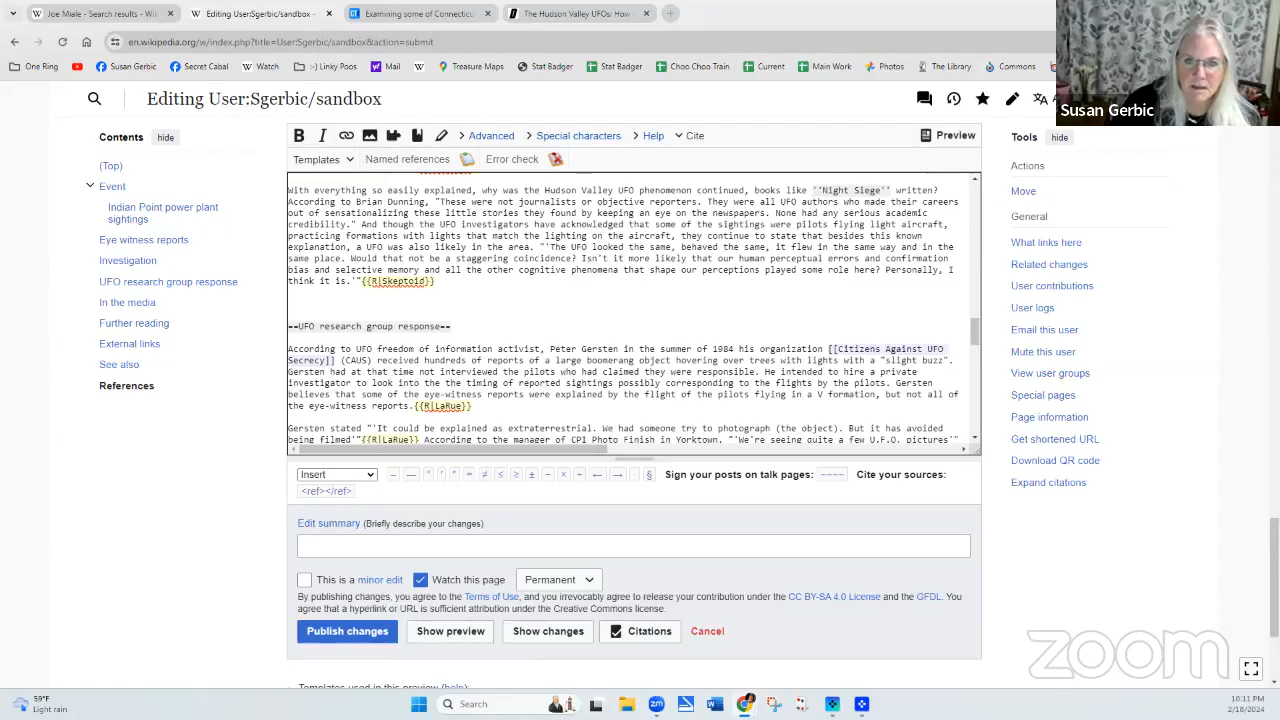 Joe Miale - Search results - Wiki
Editing User:Sgerbic/sandbox -
Examining some of Connecticut
The Hudson Valley UFOs: How
en.wikipedia.org/w/index.php?title=User:Sgerbic/sandbox&action=submit
One Ring
Susan Gerbic
Secret Cabal
Watch
:-) Linky Poos
Mail
Treasure Maps
Stat Badger
Stat Badger
Choo Choo Train
Current
Main Work
Photos
The Library
Commons
Susan Gerbic
Editing User:Sgerbic/sandbox
Contents hide
(Top)
Event
Indian Point power plant
sightings
Eye witness reports
Investigation
UFO research group response
In the media
Further reading
External links
See also
References
B I Advanced Special characters Help Cite Preview
Templates Named references Error check
With everything so easily explained, why was the Hudson Valley UFO phenomenon continued, books like ''Night Siege'' written?
According to Brian Dunning, "These were not journalists or objective reporters. They were all UFO authors who made their careers
out of sensationalizing these little stories they found by keeping an eye on the newspapers. None had any serious academic
credibility." And though the UFO investigators have acknowledged that some of the sightings were pilots flying light aircraft,
practicing formations with lights that match the lighting on the aircraft, they continue to state that besides this known
explanation, a UFO was also likely in the area. "'The UFO looked the same, behaved the same, it flew in the same way and in the
same place. Would that not be a staggering coincidence? Isn't it more likely that our human perceptual errors and confirmation
bias and selective memory and all the other cognitive phenomena that shape our perceptions played some role here? Personally, I
think it is.'"{{R|Skeptoid}}
==UFO research group response==
According to UFO freedom of information activist, Peter Gersten in the summer of 1984 his organization [[Citizens Against UFO
Secrecy]] (CAUS) received hundreds of reports of a large boomerang object hovering over trees with lights with a "slight buzz".
Gersten had at that time not interviewed the pilots who had claimed they were responsible. He intended to hire a private
investigator to look into the the timing of reported sightings possibly corresponding to the flights by the pilots. Gersten
believes that some of the eye-witness reports were explained by the flight of the pilots flying in a V formation, but not all of
the eye-witness reports.{{R|LaRue}}
Gersten stated "'It could be explained as extraterrestrial. We had someone try to photograph (the object). But it has avoided
being filmed'"{{R|LaRue}} According to the manager of CPI Photo Finish in Yorktown, "'We're seeing quite a few U.F.O. pictures'"
Insert – — ° ′ ″ ≈ ≠ ≤ ≥ ± − × ÷ ← → · § Sign your posts on talk pages: ~~~~ Cite your sources:
<ref></ref>
Edit summary (Briefly describe your changes)
This is a minor edit Watch this page Permanent
By publishing changes, you agree to the Terms of Use, and you irrevocably agree to release your contribution under the CC BY-SA 4.0 License and the GFDL. You
agree that a hyperlink or URL is sufficient attribution under the Creative Commons license.
Publish changes Show preview Show changes Citations Cancel
Templates used in this preview (help):
Tools hide
Actions
Move
General
What links here
Related changes
User contributions
User logs
Email this user
Mute this user
View user groups
Special pages
Page information
Get shortened URL
Download QR code
Expand citations
zoom
59°F
Light rain
Search
10:11 PM
2/18/2024